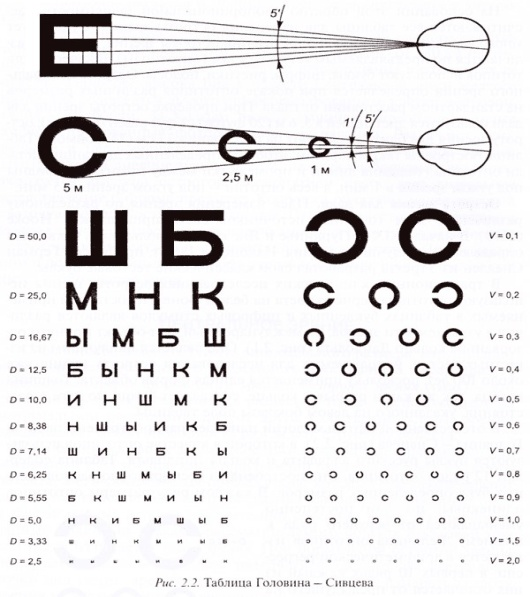 5'
1' 5'
5 м 2,5 м 1 м
D = 50,0 Ш Б V = 0,1
D = 25,0 М Н К V = 0,2
D = 16,67 Ы М Б Ш V = 0,3
D = 12,5 Б Ы Н К М V = 0,4
D = 10,0 И Н Ш М К V = 0,5
D = 8,38 Н Ш Ы И К Б V = 0,6
D = 7,14 Ш И Н Б К Ы V = 0,7
D = 6,25 К Н Ш М Ы Б И V = 0,8
D = 5,55 Б К Ш М И Ы Н V = 0,9
D = 5,0 Н К И Б М Ш Ы Б V = 1,0
D = 3,33 Ш И Н К М И Ы Б V = 1,5
D = 2,5 V = 2,0
Рис. 2.2. Таблица Головина – Сивцева